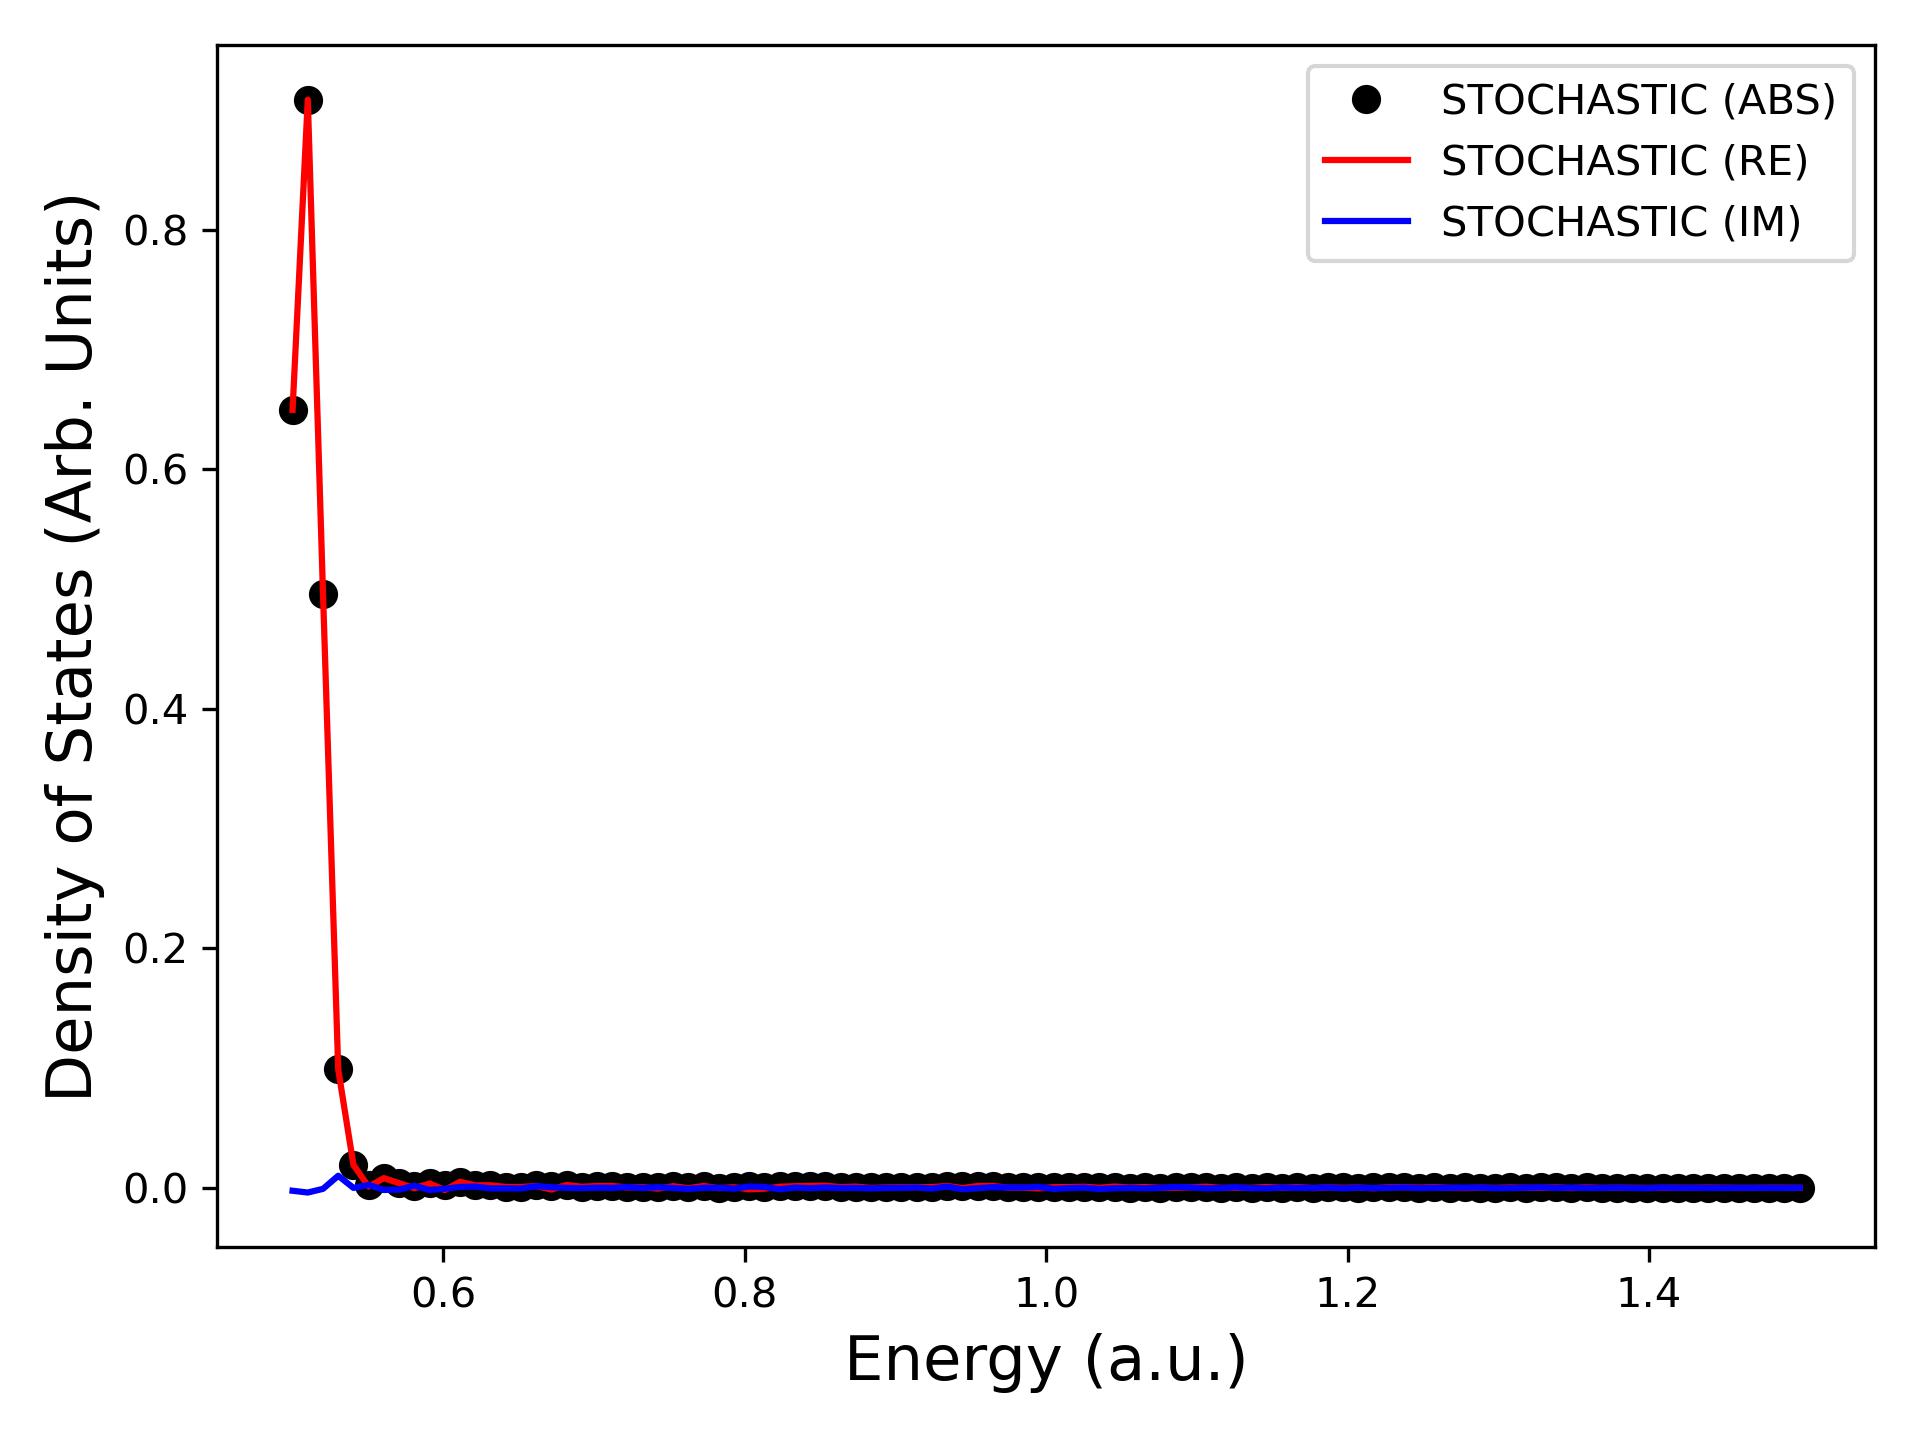 STOCHASTIC (ABS)
STOCHASTIC (RE)
STOCHASTIC (IM)
Density of States (Arb. Units)
0.8
0.6
0.4
0.2
0.0
0.6 0.8 1.0 1.2 1.4
Energy (a.u.)